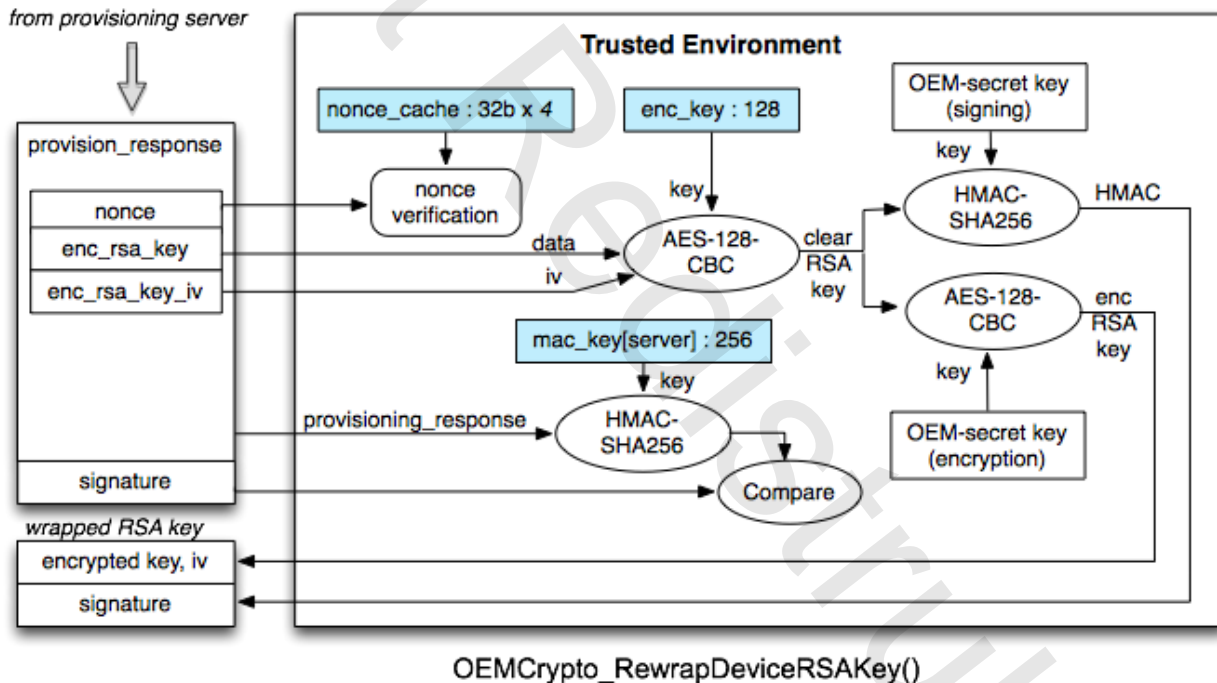 from provisioning server
Trusted Environment
provision_response
nonce
enc_rsa_key
enc_rsa_key_iv
signature
wrapped RSA key
encrypted key, iv
signature
nonce_cache : 32b x 4
nonce
verification
enc_key : 128
key
data
iv
AES-128-
CBC
clear
RSA
key
OEM-secret key
(signing)
key
HMAC-
SHA256
HMAC
AES-128-
CBC
enc
RSA
key
key
OEM-secret key
(encryption)
mac_key[server] : 256
key
provisioning_response
HMAC-
SHA256
Compare
OEMCrypto_RewrapDeviceRSAKey()